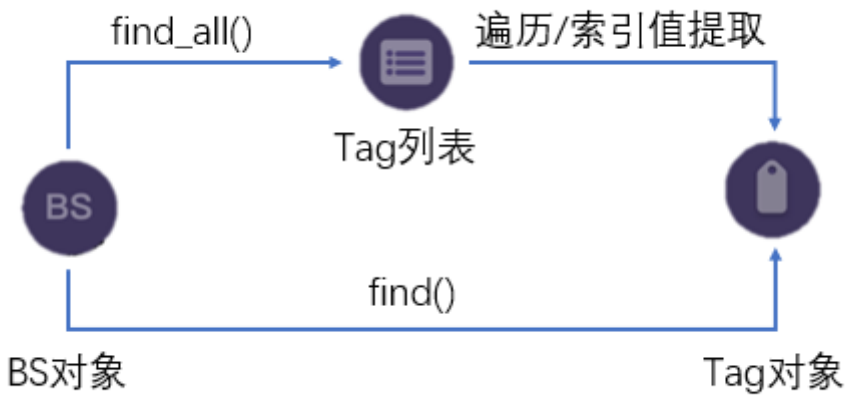 find_all()
遍历/索引值提取
Tag列表
BS
find()
BS对象
Tag对象